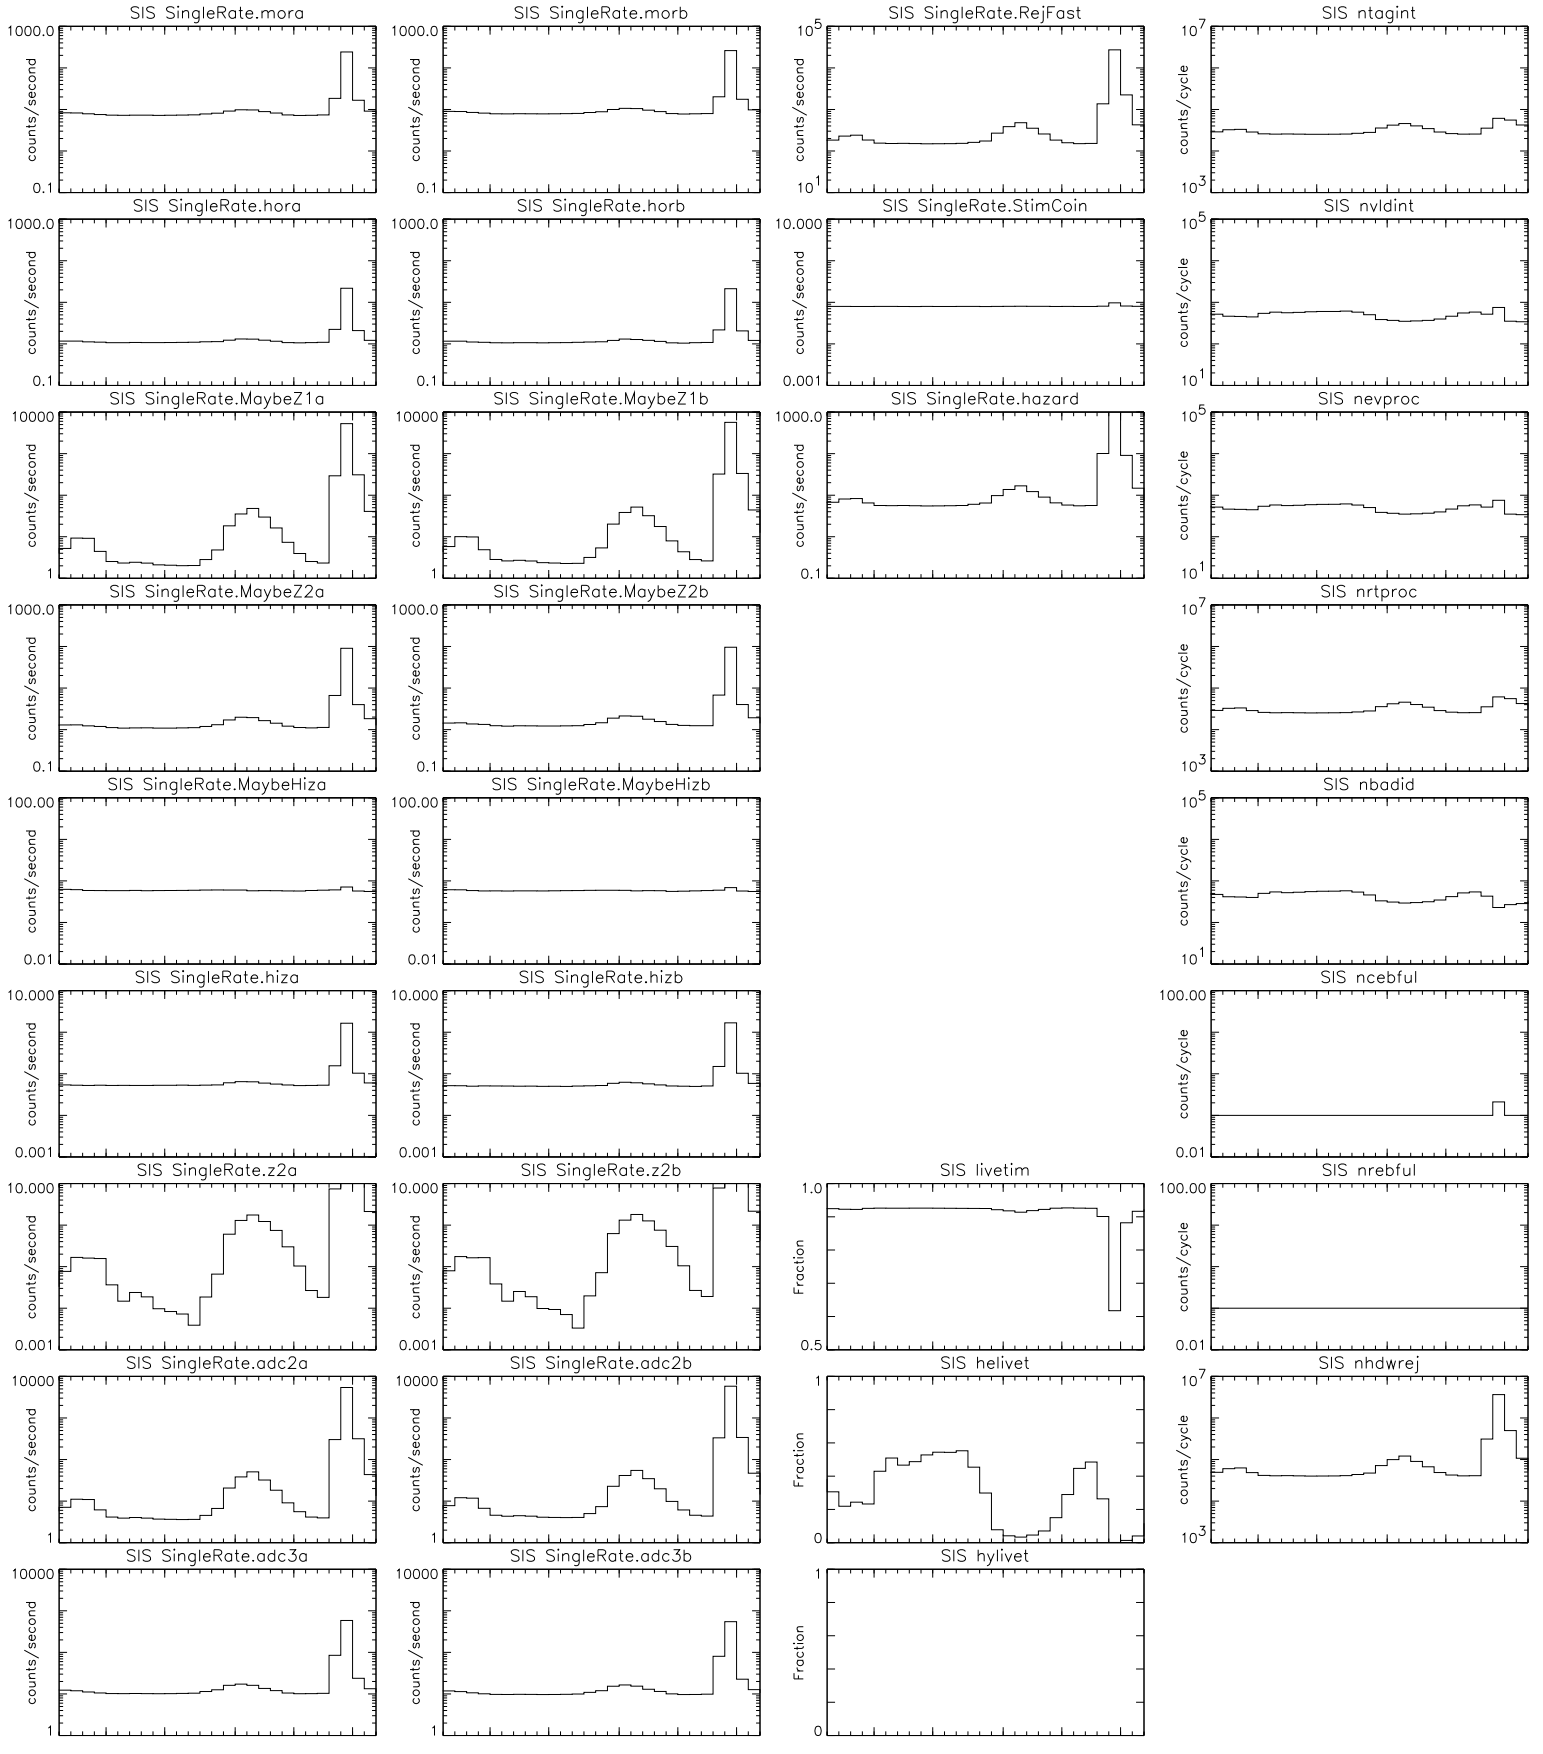 SIS SingleRate.mora
SIS SingleRate.morb
SIS SingleRate.RejFast
SIS ntagint
1000.0
counts/second
0.1
1000.0
counts/second
0.1
10^5
counts/second
10^1
10^7
counts/cycle
10^3
SIS SingleRate.hora
SIS SingleRate.horb
SIS SingleRate.StimCoin
SIS nvldint
1000.0
counts/second
0.1
1000.0
counts/second
0.1
10.000
counts/second
0.001
10^5
counts/cycle
10^1
SIS SingleRate.MaybeZ1a
SIS SingleRate.MaybeZ1b
SIS SingleRate.hazard
SIS nevproc
10000
counts/second
1
10000
counts/second
1
1000.0
counts/second
0.1
10^5
counts/cycle
10^1
SIS SingleRate.MaybeZ2a
SIS SingleRate.MaybeZ2b
SIS nrtproc
1000.0
counts/second
0.1
1000.0
counts/second
0.1
10^7
counts/cycle
10^3
SIS SingleRate.MaybeHiza
SIS SingleRate.MaybeHizb
SIS nbadid
100.00
counts/second
0.01
100.00
counts/second
0.01
10^5
counts/cycle
10^1
SIS SingleRate.hiza
SIS SingleRate.hizb
SIS ncebful
10.000
counts/second
0.001
10.000
counts/second
0.001
100.00
counts/cycle
0.01
SIS SingleRate.z2a
SIS SingleRate.z2b
SIS livetim
SIS nrebful
10.000
counts/second
0.001
10.000
counts/second
0.001
1.0
Fraction
0.5
100.00
counts/cycle
0.01
SIS SingleRate.adc2a
SIS SingleRate.adc2b
SIS helivet
SIS nhdwrej
10000
counts/second
1
10000
counts/second
1
1
Fraction
0
10^7
counts/cycle
10^3
SIS SingleRate.adc3a
SIS SingleRate.adc3b
SIS hylivet
10000
counts/second
1
10000
counts/second
1
1
Fraction
0